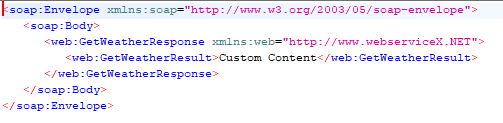 <soap:Envelope xmlns:soap="http://www.w3.org/2003/05/soap-envelope">
<soap:Body>
<web:GetWeatherResponse xmlns:web="http://www.webserviceX.NET">
<web:GetWeatherResult>Custom Content</web:GetWeatherResult>
</web:GetWeatherResponse>
</soap:Body>
</soap:Envelope>